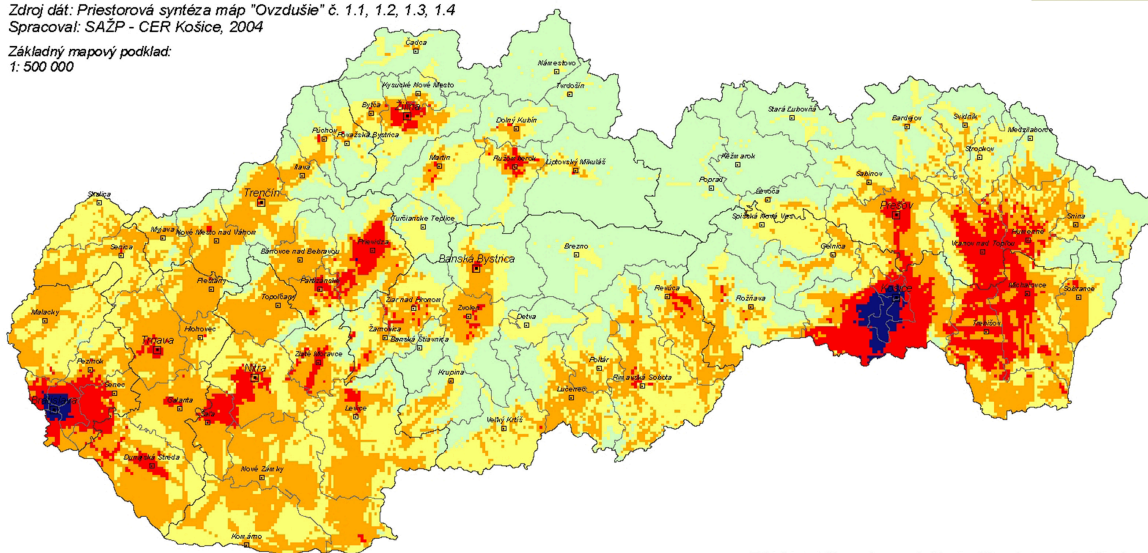 Zdroj dát: Priestorová syntéza máp "Ovzdušie" č. 1.1, 1.2, 1.3, 1.4
Spracoval: SAŽP - CER Košice, 2004
Základný mapový podklad:
1: 500 000
Čadca
Námestovo
Kysucké Nové Mesto
Tvrdošín
Bytča
Žilina
Stará Ľubovňa
Bardejov
Svidník
Dolný Kubín
Púchov
Považská Bystrica
Medzilaborce
Stropkov
Ilava
Martin
Ružomberok
Liptovský Mikuláš
Kežmarok
Poprad
Sabinov
Levoča
Skalica
Trenčín
Prešov
Turčianske Teplice
Spišská Nová Ves
Snina
Myjava
Nové Mesto nad Váhom
Senica
Bánovce nad Bebravou
Prievidza
Banská Bystrica
Brezno
Gelnica
Humenné
Vranov nad Topľou
Piešťany
Partizánske
Topoľčany
Žiar nad Hronom
Zvolen
Revúca
Rožňava
Košice
Michalovce
Sobrance
Malacky
Hlohovec
Trnava
Žarnovica
Banská Štiavnica
Detva
Trebišov
Pezinok
Zlaté Moravce
Nitra
Krupina
Poltár
Rimavská Sobota
Senec
Galanta
Šaľa
Levice
Lučenec
Veľký Krtíš
Dunajská Streda
Nové Zámky
Komárno